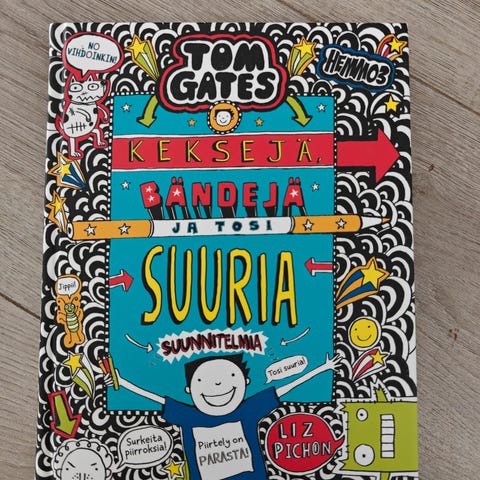 NO
VIHDOINKIN!
TOM
GATES
HEINO3
KEKSEJÄ,
BÄNDEJÄ
JA TOSI
SUURIA
SUUNNITELMIA
Jippii!
Tosi suuria!
Surkeita
piirroksia!
Piirtely on
PARASTA!
LIZ
PICHON